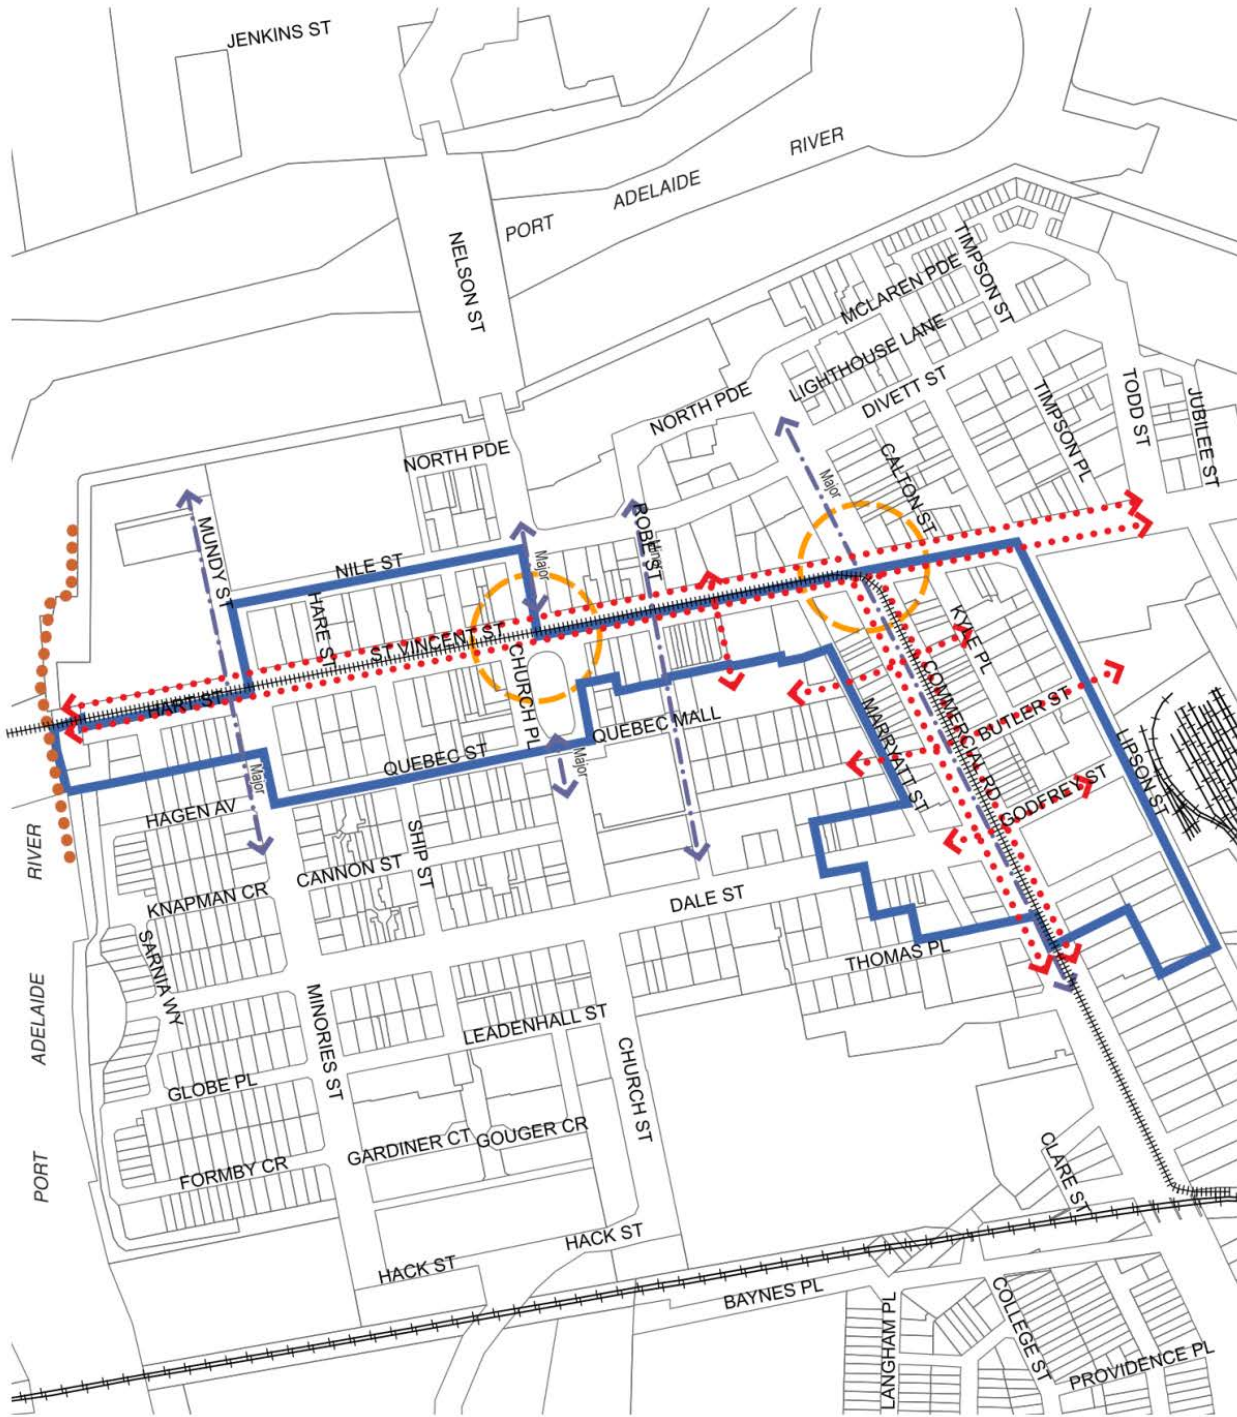 JENKINS ST
RIVER
ADELAIDE
PORT
NELSON ST
TIMPSON ST
MCLAREN PDE
LIGHTHOUSE LANE
DIVETT ST
NORTH PDE
TIMPSON PL
TODD ST
JUBILEE ST
NORTH PDE
CALTON ST
Major
MUNDY ST
NILE ST
Major
ROBE ST
Minor
HARE ST
ST VINCENT ST
CHURCH PL
KYLE PL
HART ST
QUEBEC ST
QUEBEC MALL
Major
Major
MARRYATT ST
COMMERCIAL RD
BUTLER ST
LIPSON ST
GODFREY ST
HAGEN AV
SHIP ST
CANNON ST
KNAPMAN CR
DALE ST
RIVER
ADELAIDE
PORT
SARNIA WY
THOMAS PL
MINORIES ST
LEADENHALL ST
CHURCH ST
GLOBE PL
GARDINER CT
GOUGER CR
FORMBY CR
CLARE ST
HACK ST
HACK ST
BAYNES PL
LANGHAM PL
COLLEGE ST
PROVIDENCE PL